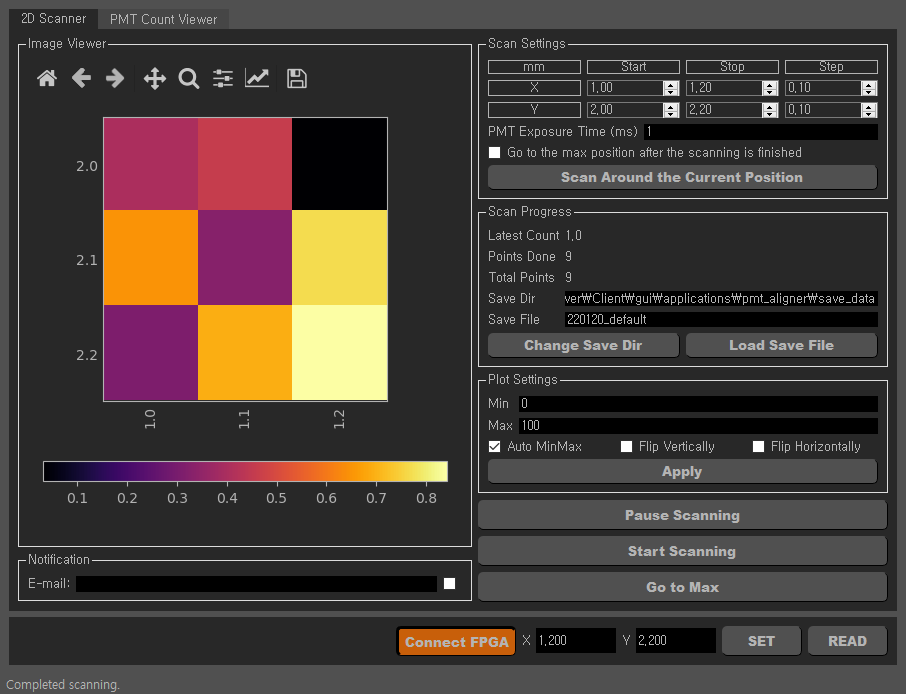 2D Scanner PMT Count Viewer
Image Viewer
2.0
2.1
2.2
1.0 1.1 1.2
0.1 0.2 0.3 0.4 0.5 0.6 0.7 0.8
Notification
E-mail:
Scan Settings
mm Start Stop Step
X 1,00 1,20 0,10
Y 2,00 2,20 0,10
PMT Exposure Time (ms) 1
Go to the max position after the scanning is finished
Scan Around the Current Position
Scan Progress
Latest Count 1,0
Points Done 9
Total Points 9
Save Dir ver₩Client₩gui₩applications₩pmt_aligner₩save_data
Save File 220120_default
Change Save Dir Load Save File
Plot Settings
Min 0
Max 100
Auto MinMax Flip Vertically Flip Horizontally
Apply
Pause Scanning
Start Scanning
Go to Max
Connect FPGA X 1,200 Y 2,200 SET READ
Completed scanning.